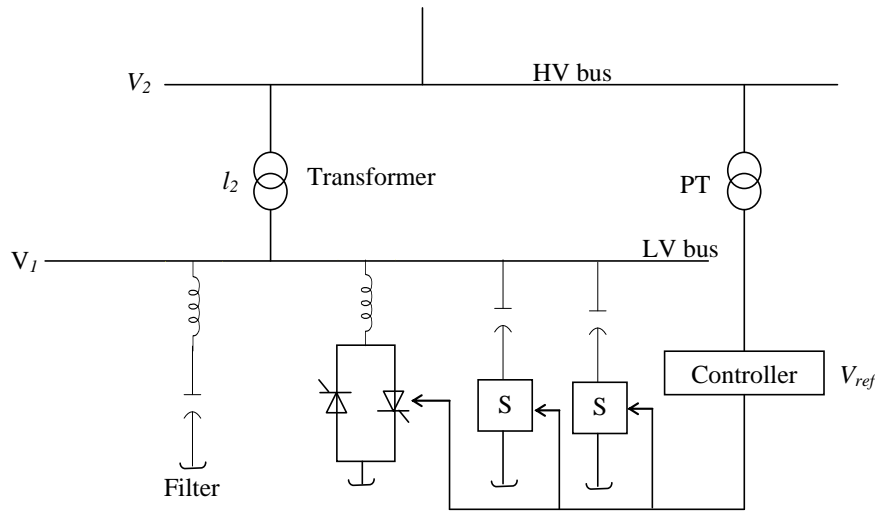 HV bus
V2
l2 Transformer
PT
V1
LV bus
Controller
Vref
S
S
Filter